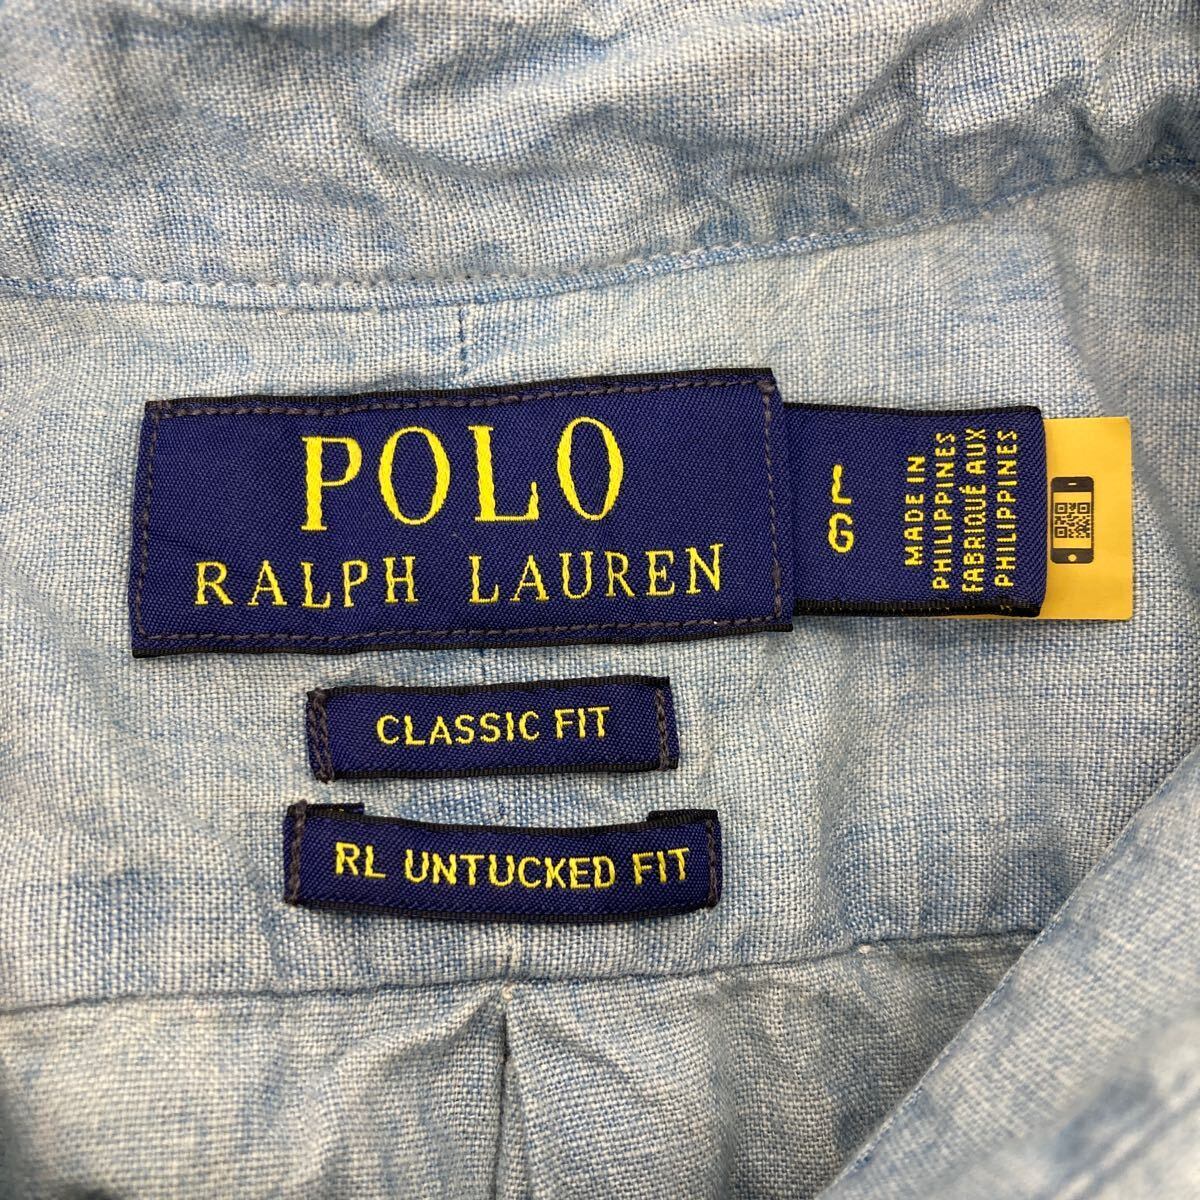 POLO
RALPH LAUREN
L
G
MADE IN
PHILIPPINES
FABRIQUÉ AUX
PHILIPPINES
CLASSIC FIT
RL UNTUCKED FIT